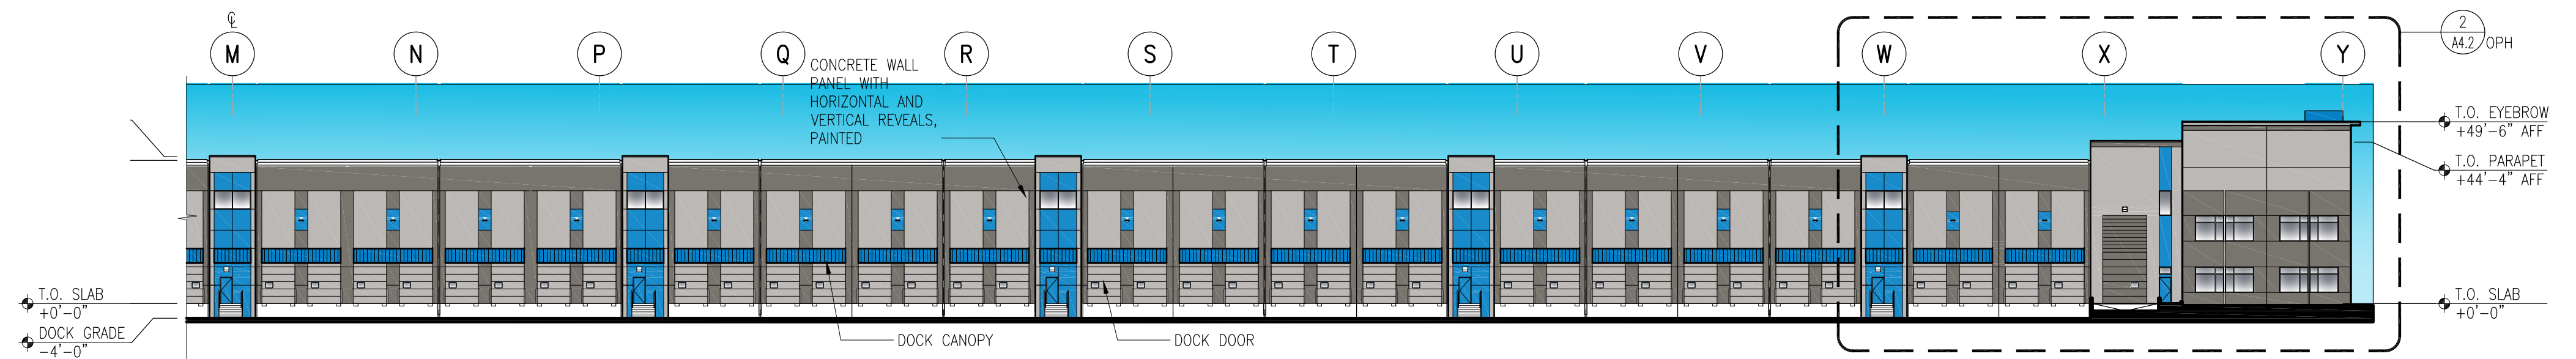 ℄
M
N
P
Q
R
S
T
U
V
W
X
Y
2
A4.2
OPH
CONCRETE WALL
PANEL WITH
HORIZONTAL AND
VERTICAL REVEALS,
PAINTED
T.O. EYEBROW
+49'-6" AFF
T.O. PARAPET
+44'-4" AFF
T.O. SLAB
+0'-0"
DOCK GRADE
-4'-0"
T.O. SLAB
+0'-0"
DOCK CANOPY
DOCK DOOR